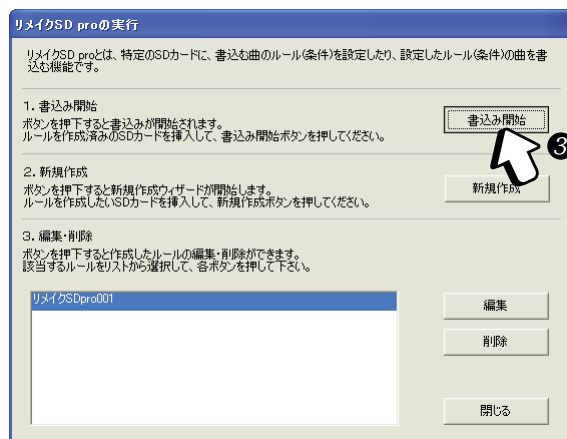 リメイクSD proの実行
リメイクSD proとは、特定のSDカードに、書込む曲のルール(条件)を設定したり、設定したルール(条件)の曲を書
込む機能です。
1. 書込み開始
ボタンを押下すると書込みが開始されます。
ルールを作成済みのSDカードを挿入して、書込み開始ボタンを押してください。
書込み開始
❸
2. 新規作成
ボタンを押下すると新規作成ウィザードが開始します。
ルールを作成したいSDカードを挿入して、新規作成ボタンを押してください。
新規作成
3. 編集・削除
ボタンを押下すると作成したルールの編集・削除ができます。
該当するルールをリストから選択して、各ボタンを押して下さい。
リメイクSDpro001
編集
削除
閉じる